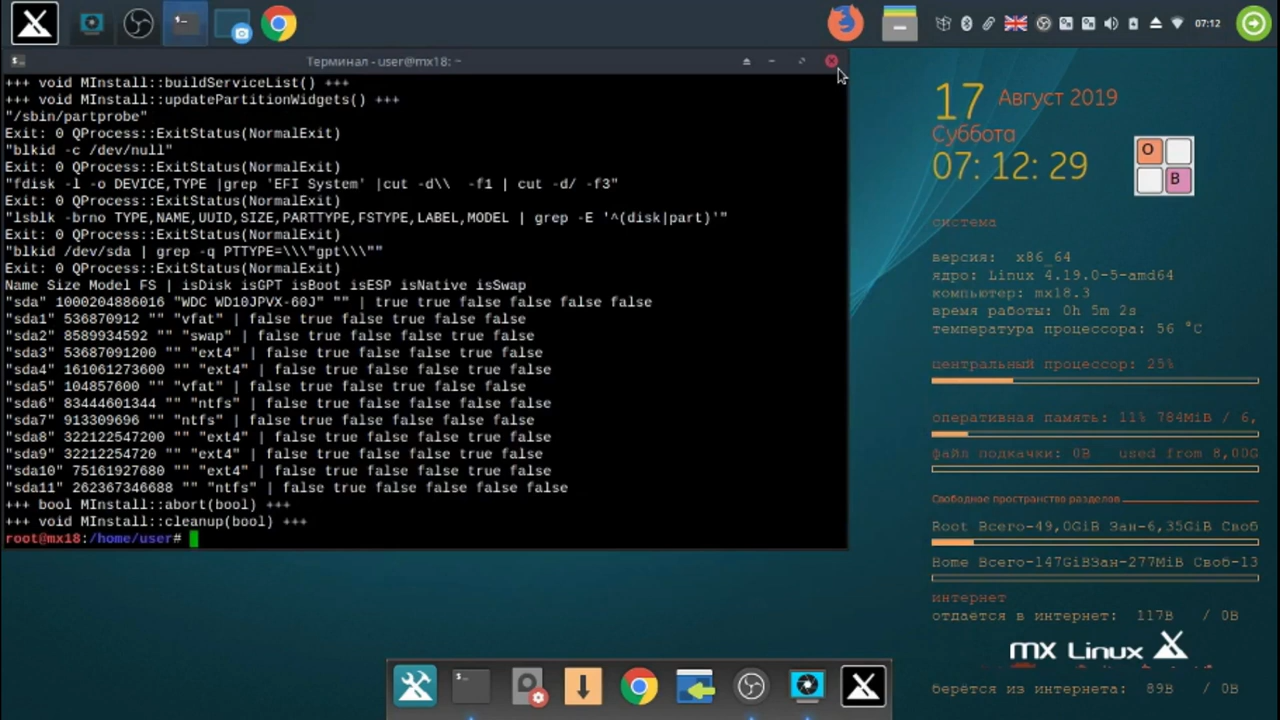 07:12
Терминал - user@mx18: ~
+++ void MInstall::buildServiceList() +++
+++ void MInstall::updatePartitionWidgets() +++
"/sbin/partprobe"
Exit: 0 QProcess::ExitStatus(NormalExit)
"blkid -c /dev/null"
Exit: 0 QProcess::ExitStatus(NormalExit)
"fdisk -l -o DEVICE,TYPE |grep 'EFI System' |cut -d\\  -f1 | cut -d/ -f3"
Exit: 0 QProcess::ExitStatus(NormalExit)
"lsblk -brno TYPE,NAME,UUID,SIZE,PARTTYPE,FSTYPE,LABEL,MODEL | grep -E '^(disk|part)'"
Exit: 0 QProcess::ExitStatus(NormalExit)
"blkid /dev/sda | grep -q PTTYPE=\\\"gpt\\\""
Exit: 0 QProcess::ExitStatus(NormalExit)
Name Size Model FS | isDisk isGPT isBoot isESP isNative isSwap
"sda" 1000204886016 "WDC WD10JPVX-60J" "" | true true false false false false
"sda1" 536870912 "" "vfat" | false true false true false false
"sda2" 8589934592 "" "swap" | false true false false true true
"sda3" 53687091200 "" "ext4" | false true false false true false
"sda4" 161061273600 "" "ext4" | false true false false true false
"sda5" 104857600 "" "vfat" | false true false true false false
"sda6" 83444601344 "" "ntfs" | false true false false false false
"sda7" 913309696 "" "ntfs" | false true false false false false
"sda8" 322122547200 "" "ext4" | false true false false true false
"sda9" 32212254720 "" "ext4" | false true false false true false
"sda10" 75161927680 "" "ext4" | false true false false true false
"sda11" 262367346688 "" "ntfs" | false true false false false false
+++ bool MInstall::abort(bool) +++
+++ void MInstall::cleanup(bool) +++
root@mx18:/home/user#
17 Август 2019
Суббота
07: 12: 29
O
B
система
версия: x86_64
ядро: Linux 4.19.0-5-amd64
компьютер: mx18.3
время работы: 0h 5m 2s
температура процессора: 56 °C
центральный процессор: 25%
оперативная память: 11% 784MiB / 6,
файл подкачки: 0B used from 8,00G
Свободное пространство разделов
Root Всего-49,0GiB Зан-6,35GiB Своб
Home Всего-147GiBЗан-277MiB Своб-13
интернет
отдаётся в интернет: 117B / 0B
MX Linux
берётся из интернета: 89B / 0B